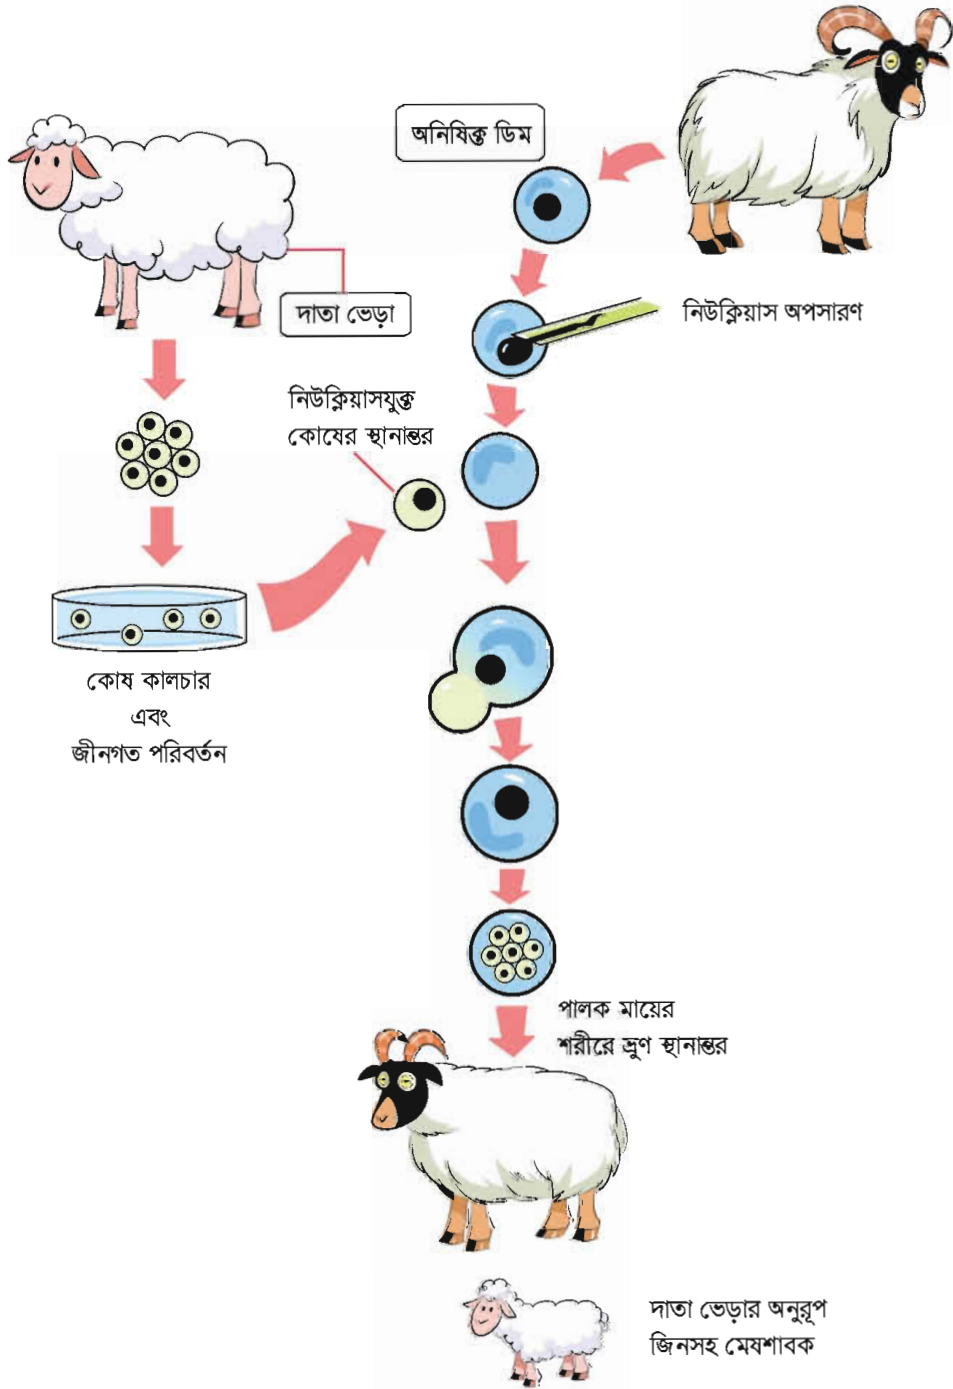 অনিষিক্ত ডিম
দাতা ভেড়া
নিউক্লিয়াস অপসারণ
নিউক্লিয়াসযুক্ত
কোষের স্থানান্তর
কোষ কালচার
এবং
জীনগত পরিবর্তন
পালক মায়ের
শরীরে ভ্রুণ স্থানান্তর
দাতা ভেড়ার অনুরূপ
জিনসহ মেষশাবক